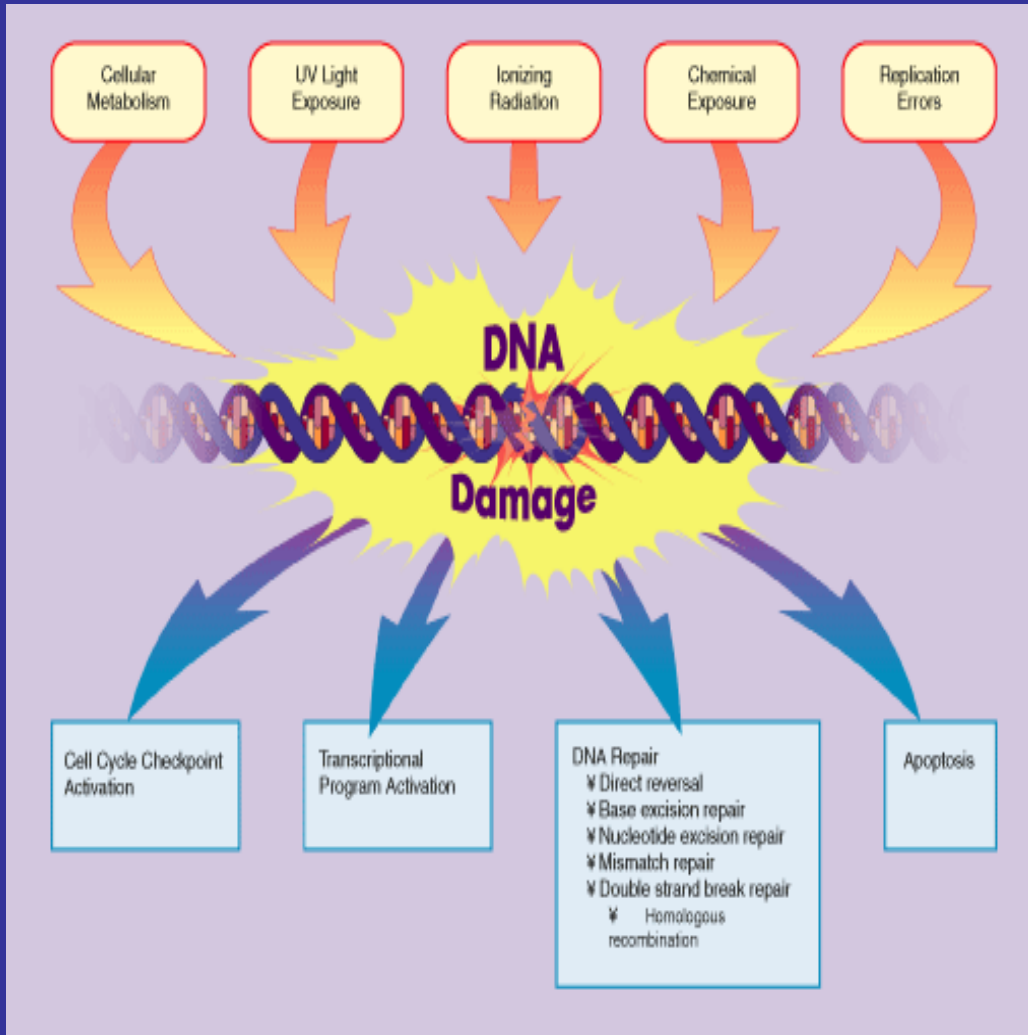 Cellular
Metabolism
UV Light
Exposure
Ionizing
Radiation
Chemical
Exposure
Replication
Errors
DNA
Damage
Cell Cycle Checkpoint
Activation
Transcriptional
Program Activation
DNA Repair
¥ Direct reversal
¥ Base excision repair
¥ Nucleotide excision repair
¥ Mismatch repair
¥ Double strand break repair
¥ Homologous
recombination
Apoptosis